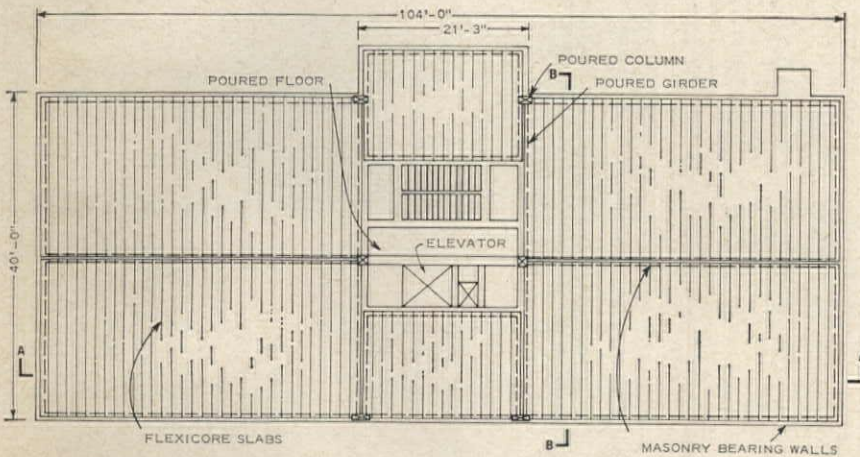 104'-0"
21'-3"
B
POURED COLUMN
POURED FLOOR
POURED GIRDER
40'-0"
ELEVATOR
A
FLEXICORE SLABS
B
MASONRY BEARING WALLS